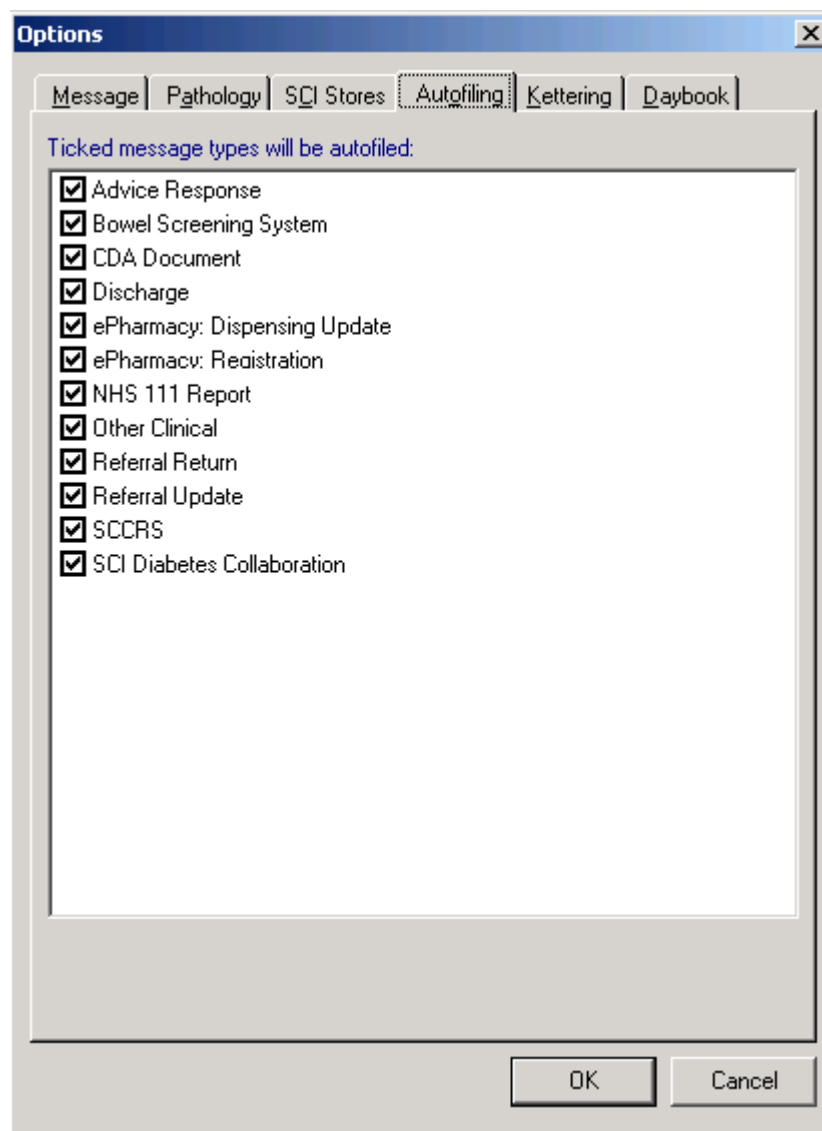 Options
Message Pathology SCI Stores Autofiling Kettering Daybook
Ticked message types will be autofiled:
Advice Response
Bowel Screening System
CDA Document
Discharge
ePharmacy: Dispensing Update
ePharmacy: Registration
NHS 111 Report
Other Clinical
Referral Return
Referral Update
SCCRS
SCI Diabetes Collaboration
OK Cancel